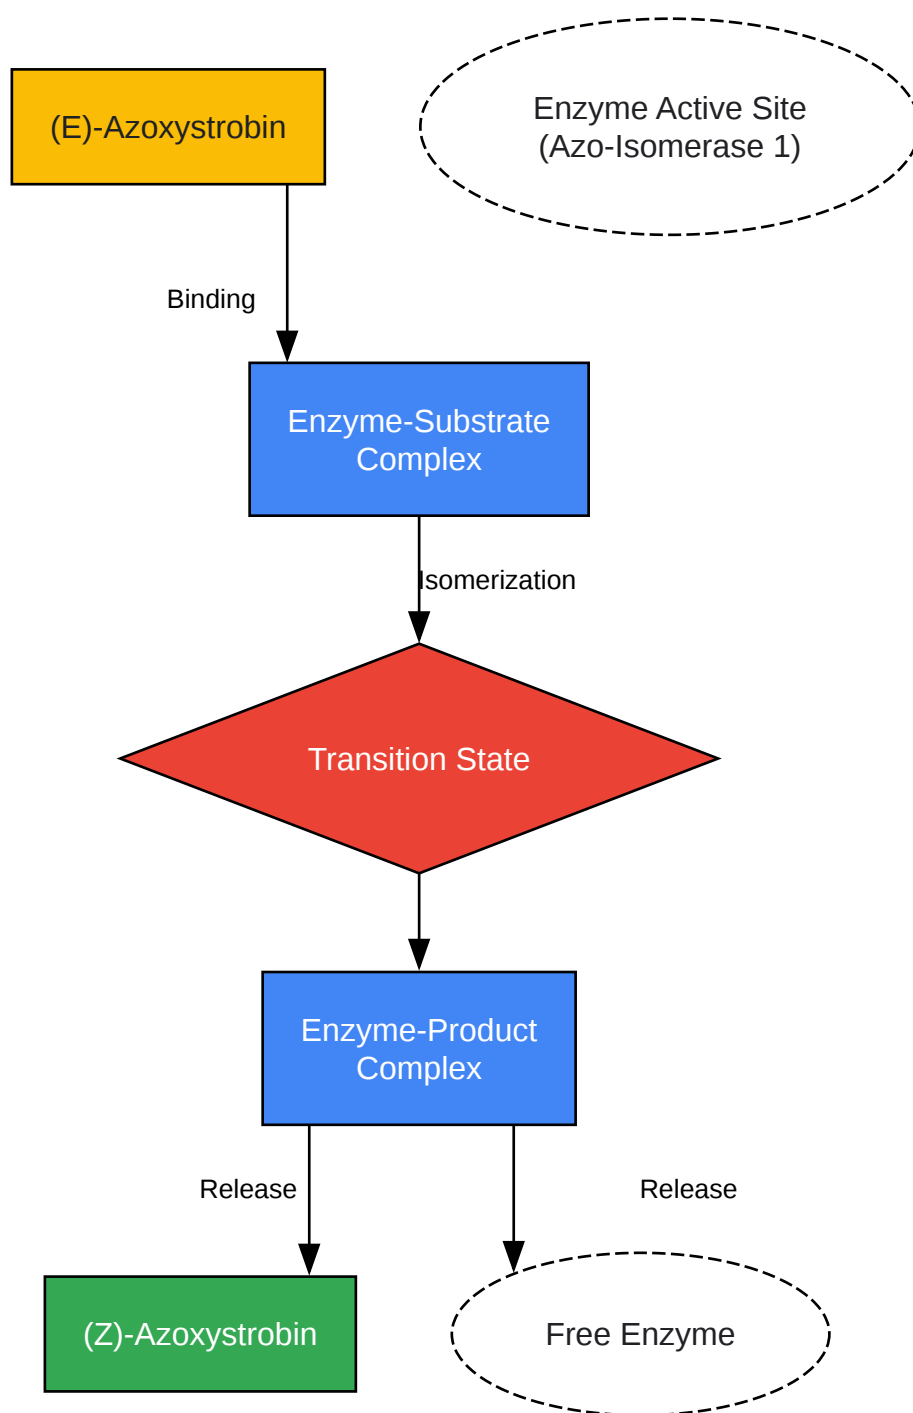 (E)-Azoxystrobin
Enzyme Active Site
(Azo-Isomerase 1)
Binding
Enzyme-Substrate
Complex
Isomerization
Transition State
Enzyme-Product
Complex
Release
Release
(Z)-Azoxystrobin
Free Enzyme